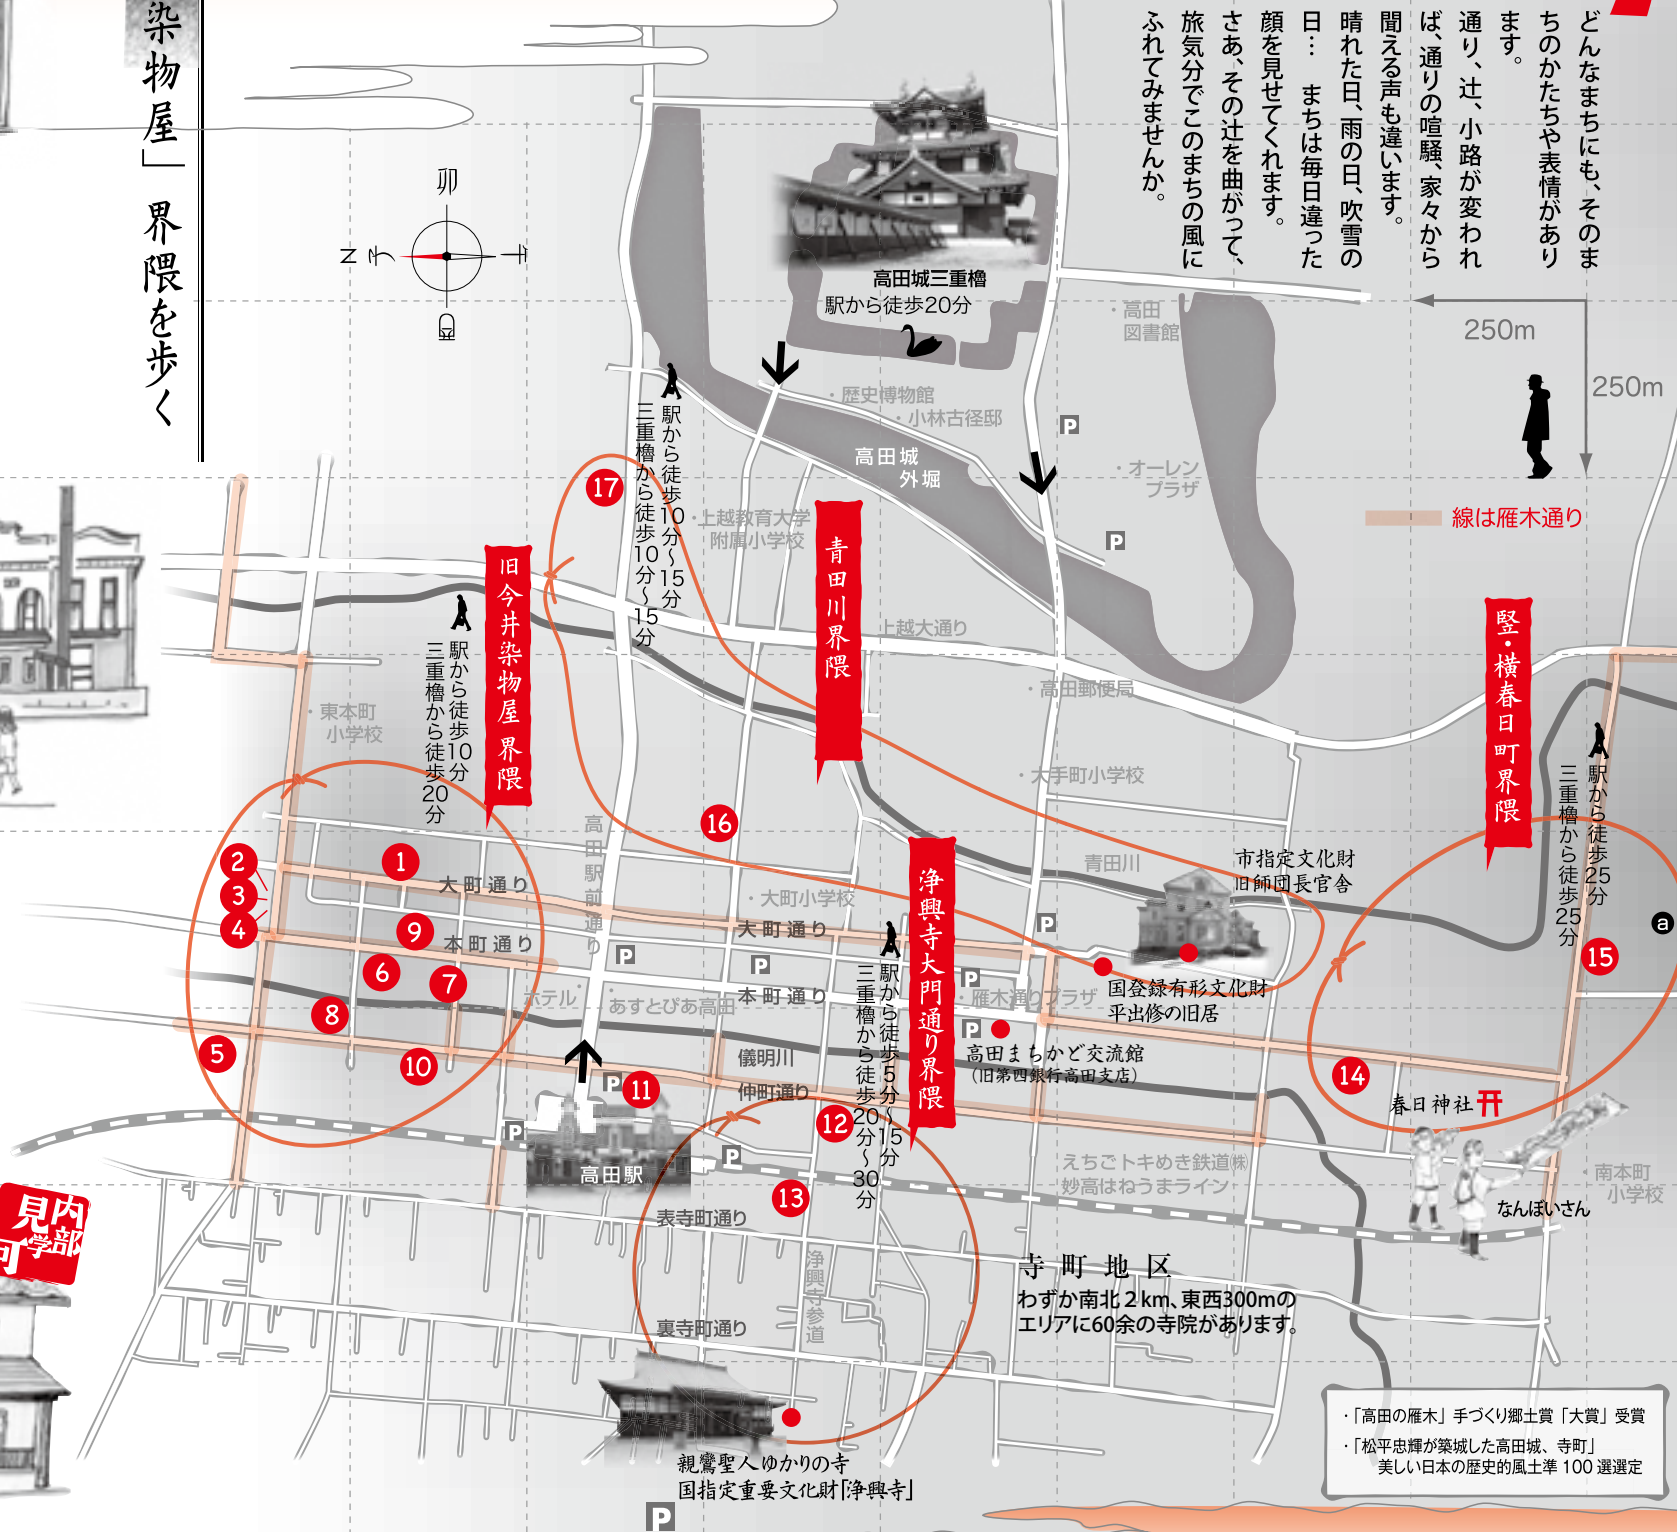 どんなまちにも、そのま
ちのかたちや表情があり
ます。
通り、辻、小路が変われ
ば、通りの喧騒、家々から
聞える声も違います。
晴れた日、雨の日、吹雪の
日… まちは毎日違った
顔を見せてくれます。
さあ、その辻を曲がって、
旅気分でこのまちの風に
ふれてみませんか。
染物屋」 界隈を歩く
卯
N 子
午
酉
高田城三重櫓
駅から徒歩20分
・高田
図書館
250m
250m
線は雁木通り
・歴史博物館
・小林古径邸
P
高田城
外堀
・オーレン
プラザ
P
駅から徒歩10分〜15分
三重櫓から徒歩10分〜15分
17
・上越教育大学
附属小学校
青田川界隈
旧今井染物屋 界隈
駅から徒歩10分
三重櫓から徒歩20分
上越大通り
・高田郵便局
竪・横春日町界隈
駅から徒歩25分
三重櫓から徒歩25分
・東本町
小学校
・大手町小学校
16
高田駅前通り
青田川
市指定文化財
旧師団長官舎
浄興寺大門通り界隈
駅から徒歩5分〜15分
三重櫓から徒歩20分〜30分
1
2
3
4
大町通り
・大町小学校
大町通り
9
本町通り
6
7
P
P
P
P
a
15
ホテル・
あすとぴあ高田
本町通り
・雁木通りプラザ
国登録有形文化財
平出修の旧居
8
5
10
P
高田まちかど交流館
(旧第四銀行高田支店)
儀明川
仲町通り
P
11
12
14
春日神社
P
高田駅
P
13
えちごトキめき鉄道㈱
妙高はねうまライン
・南本町
小学校
なんぼいさん
内部
見学
可
表寺町通り
浄興寺参道
寺町地区
わずか南北2km、東西300mの
エリアに60余の寺院があります。
裏寺町通り
親鸞聖人ゆかりの寺
国指定重要文化財「浄興寺」
P
・「高田の雁木」手づくり郷土賞「大賞」受賞
・「松平忠輝が築城した高田城、寺町」
美しい日本の歴史的風土準100選選定